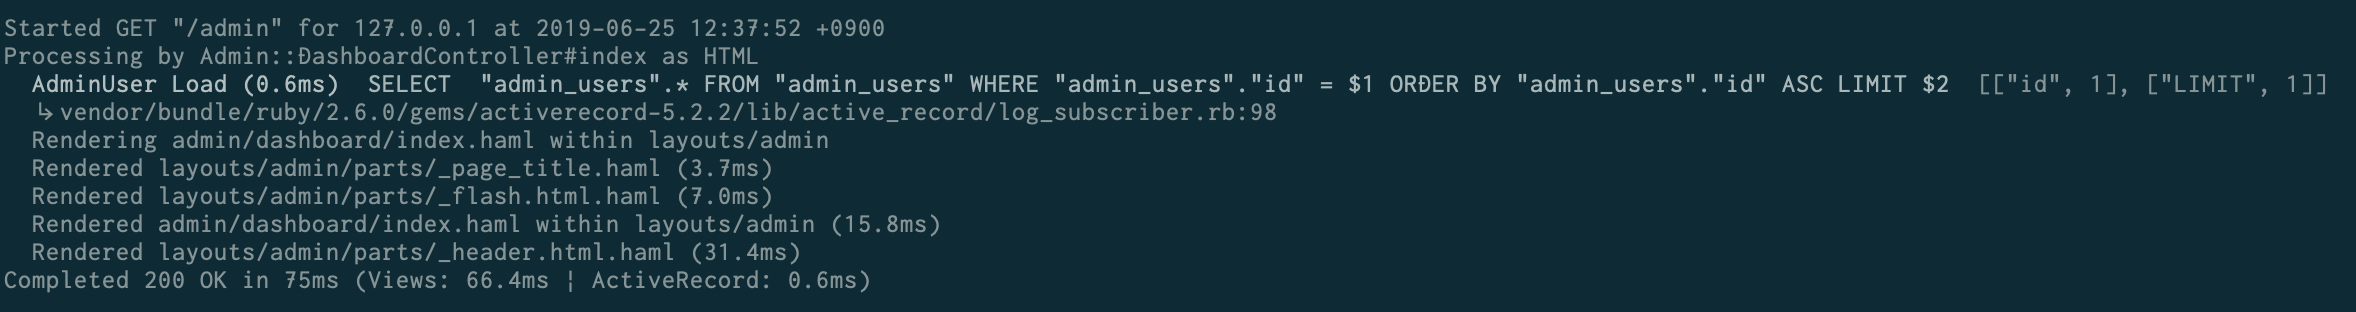 Started GET "/admin" for 127.0.0.1 at 2019-06-25 12:37:52 +0900
Processing by Admin::DashboardController#index as HTML
  AdminUser Load (0.6ms)  SELECT  "admin_users".* FROM "admin_users" WHERE "admin_users"."id" = $1 ORDER BY "admin_users"."id" ASC LIMIT $2  [["id", 1], ["LIMIT", 1]]
  ↳ vendor/bundle/ruby/2.6.0/gems/activerecord-5.2.2/lib/active_record/log_subscriber.rb:98
  Rendering admin/dashboard/index.haml within layouts/admin
  Rendered layouts/admin/parts/_page_title.haml (3.7ms)
  Rendered layouts/admin/parts/_flash.html.haml (7.0ms)
  Rendered admin/dashboard/index.haml within layouts/admin (15.8ms)
  Rendered layouts/admin/parts/_header.html.haml (31.4ms)
Completed 200 OK in 75ms (Views: 66.4ms | ActiveRecord: 0.6ms)